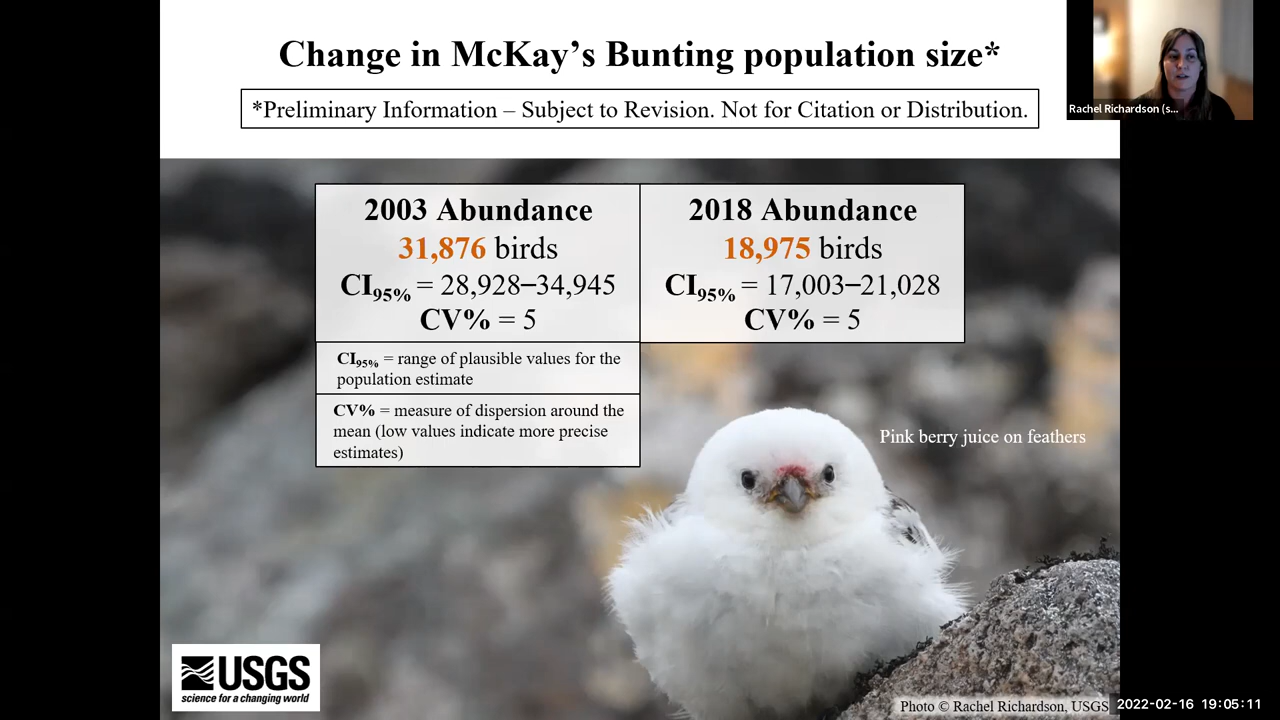 Change in McKay’s Bunting population size*
*Preliminary Information – Subject to Revision. Not for Citation or Distribution.
Rachel Richardson (s...
2003 Abundance
31,876 birds
CI95% = 28,928–34,945
CV% = 5
2018 Abundance
18,975 birds
CI95% = 17,003–21,028
CV% = 5
CI95% = range of plausible values for the
population estimate
CV% = measure of dispersion around the
mean (low values indicate more precise
estimates)
Pink berry juice on feathers
USGS
science for a changing world
Photo © Rachel Richardson, USGS
2022-02-16 19:05:11